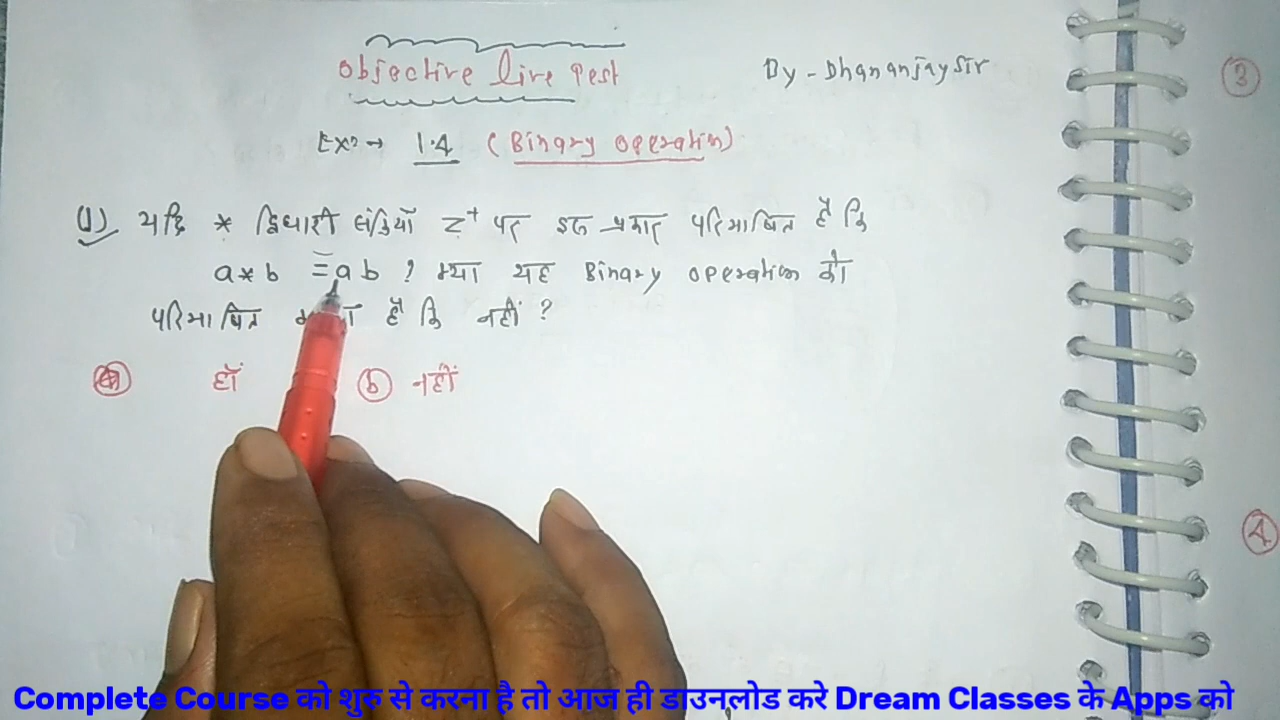 Objective live Test
By - Dhananjay Sir
Exⁿ → 1.4 (Binary operation)
(1) यदि * द्विधारी संक्रियाँ Z⁺ पर इस प्रकार परिभाषित है कि
a * b = ab ? क्या यह Binary operation को
परिभाषित है कि नहीं ?
हाँ (b) नहीं
3
4
Complete Course को शुरु से करना है तो आज ही डाउनलोड करे Dream Classes के Apps को